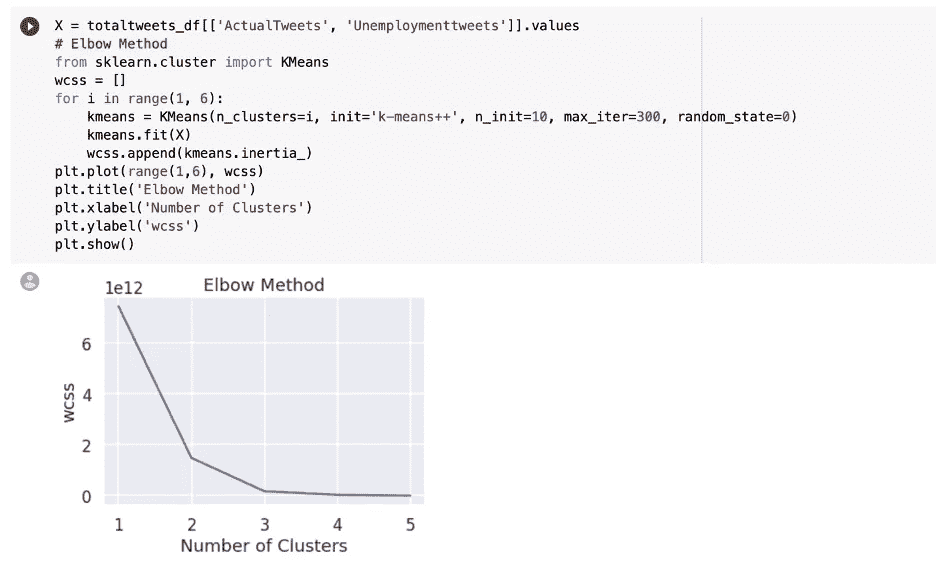 X = totaltweets_df[['ActualTweets', 'Unemploymenttweets']].values
# Elbow Method
from sklearn.cluster import KMeans
wcss = []
for i in range(1, 6):
    kmeans = KMeans(n_clusters=i, init='k-means++', n_init=10, max_iter=300, random_state=0)
    kmeans.fit(X)
    wcss.append(kmeans.inertia_)
plt.plot(range(1,6), wcss)
plt.title('Elbow Method')
plt.xlabel('Number of Clusters')
plt.ylabel('wcss')
plt.show()
1e12
Elbow Method
6
4
2
0
wcss
1 2 3 4 5
Number of Clusters